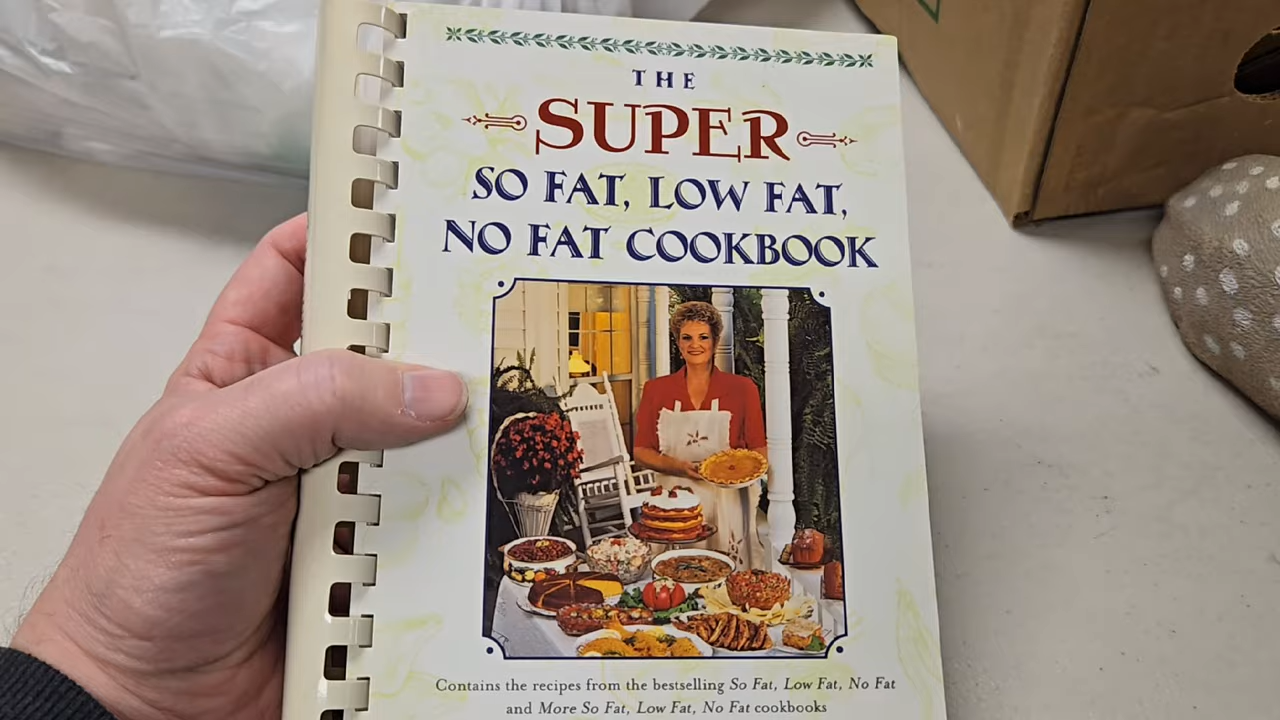 THE
SUPER
SO FAT, LOW FAT,
NO FAT COOKBOOK
Contains the recipes from the bestselling So Fat, Low Fat, No Fat
and More So Fat, Low Fat, No Fat cookbooks